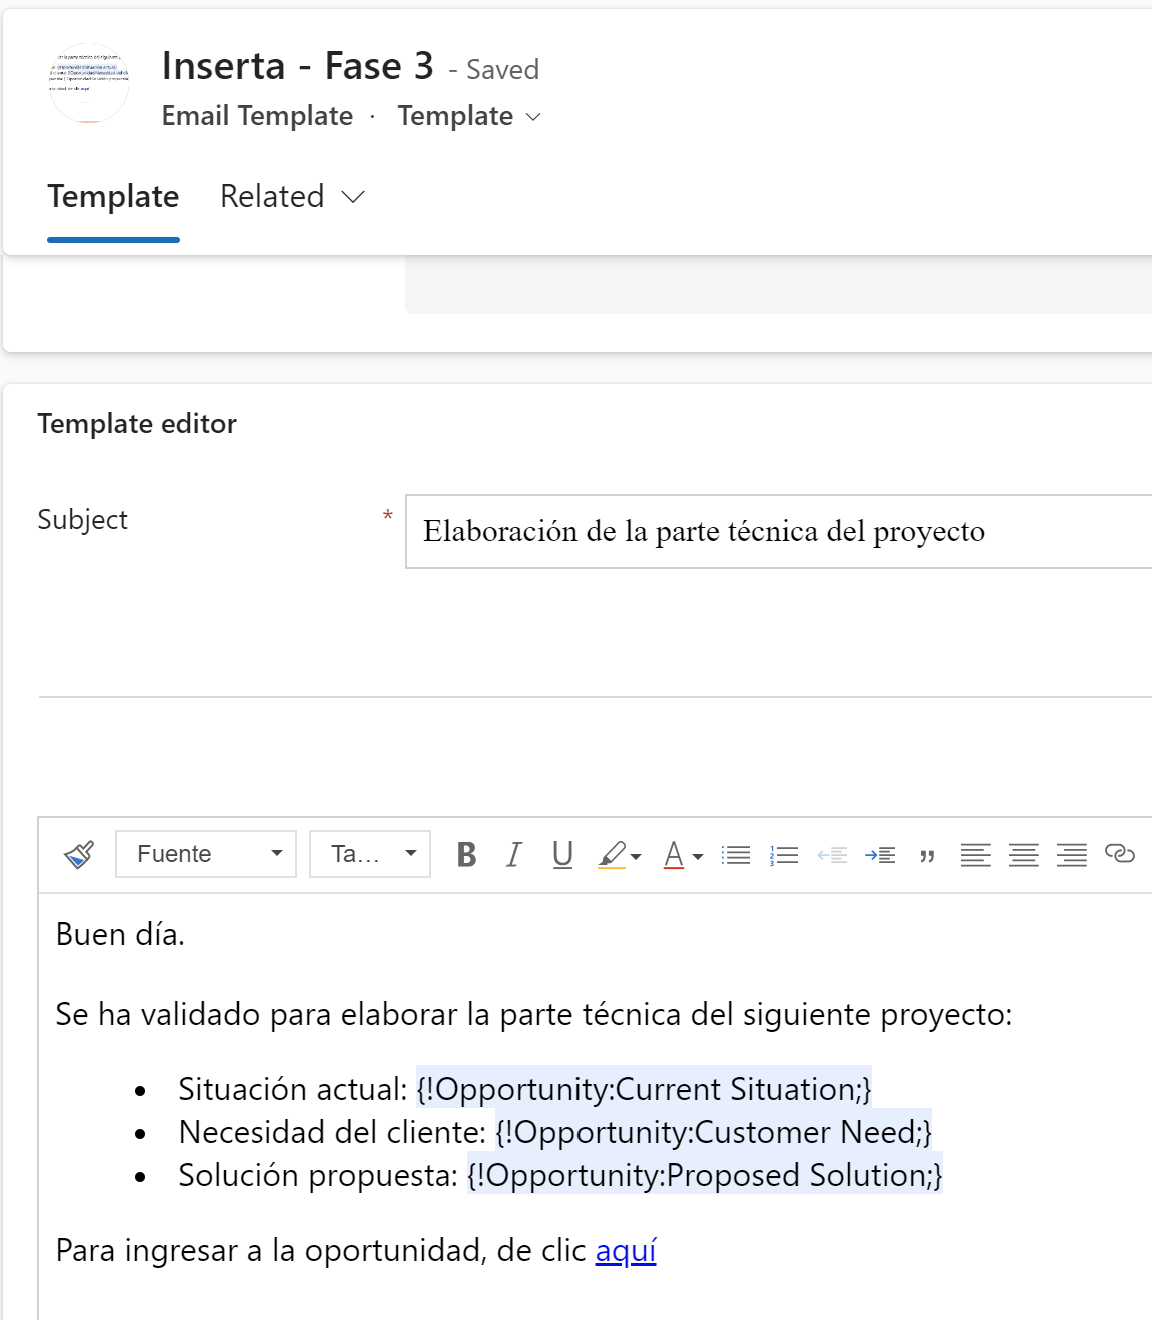 Inserta - Fase 3 - Saved
Email Template · Template
Template Related
Template editor
Subject * Elaboración de la parte técnica del proyecto
Fuente Ta... B I U A
Buen día.
Se ha validado para elaborar la parte técnica del siguiente proyecto:
• Situación actual: {!Opportunity:Current Situation;}
• Necesidad del cliente: {!Opportunity:Customer Need;}
• Solución propuesta: {!Opportunity:Proposed Solution;}
Para ingresar a la oportunidad, de clic aquí